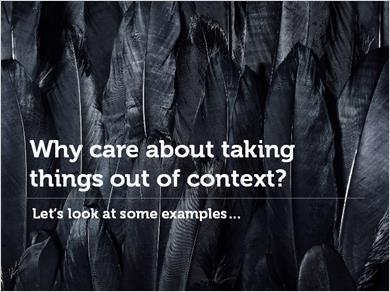 Why care about taking
things out of context?
Let's look at some examples...